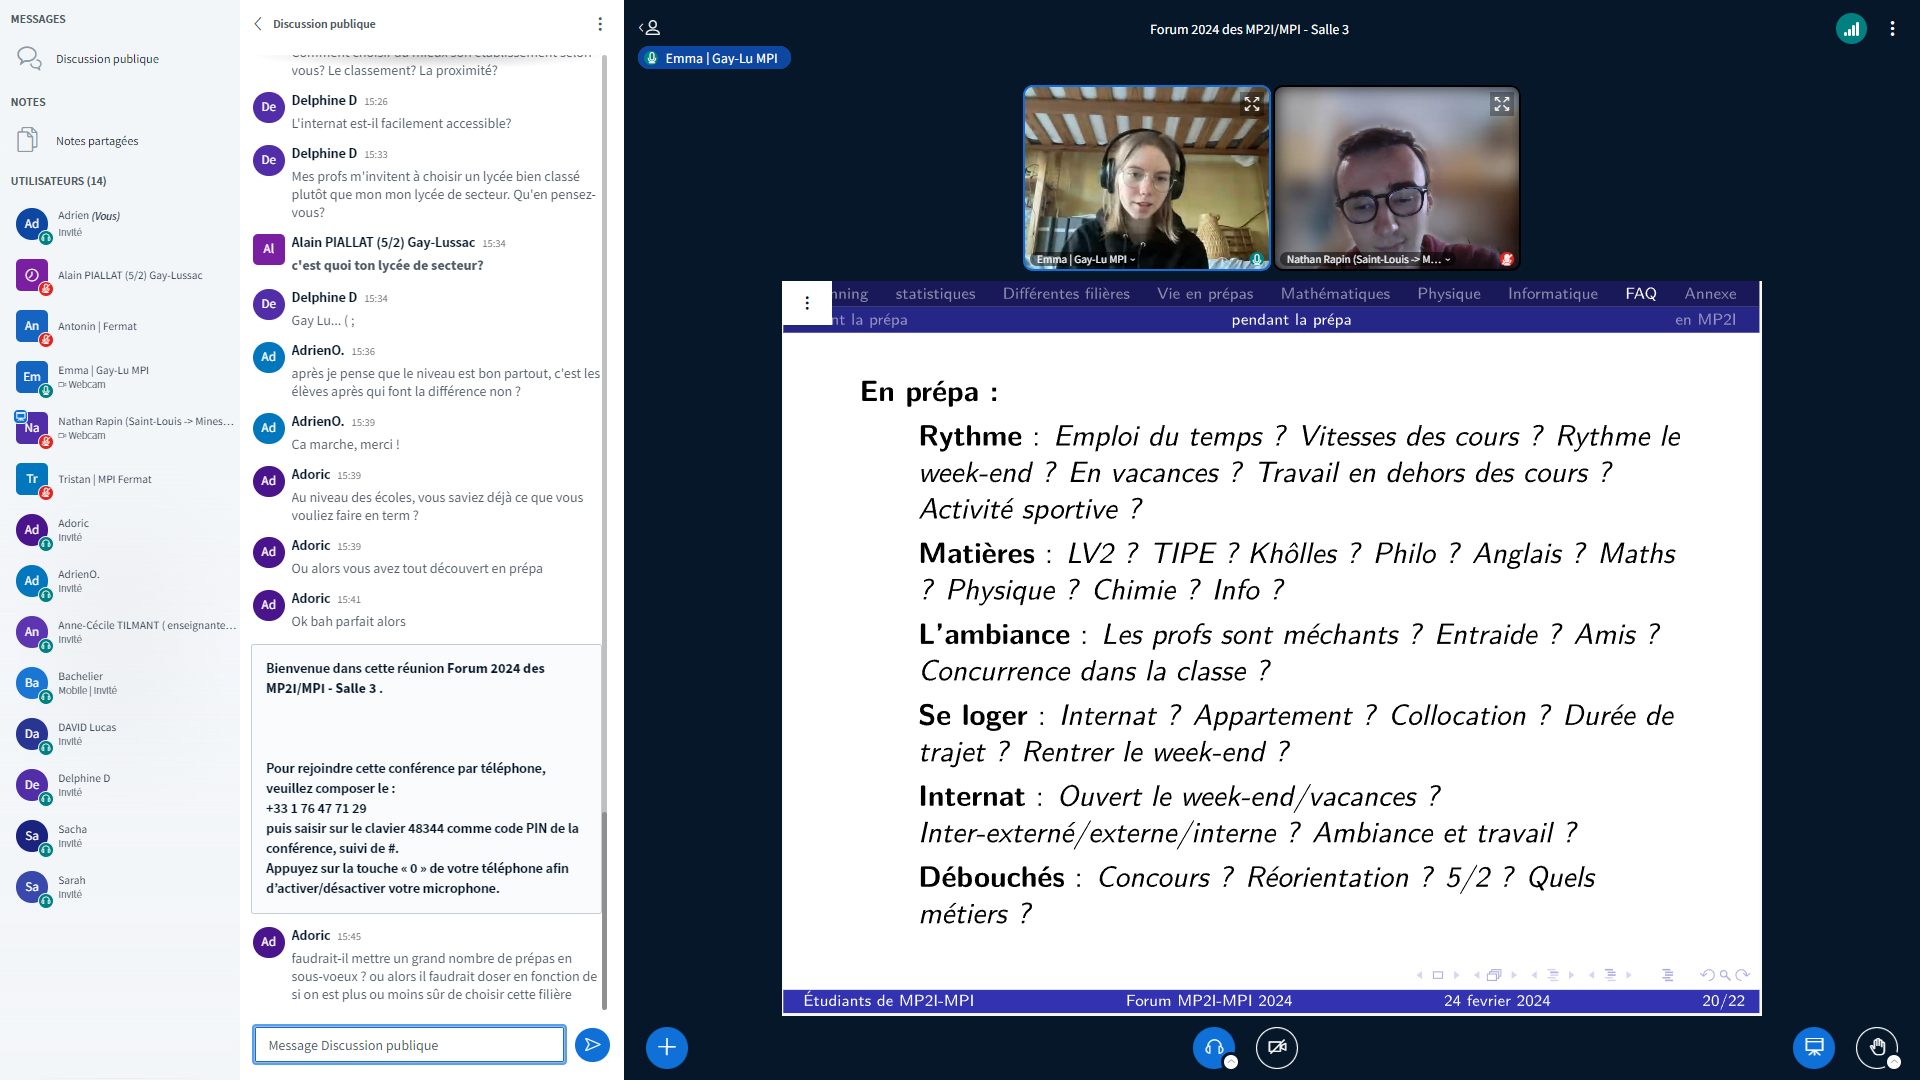 MESSAGES
Discussion publique
NOTES
Notes partagées
UTILISATEURS (14)
Ad
Adrien (Vous)
Invité
Alain PIALLAT (5/2) Gay-Lussac
An
Antonin | Fermat
Em
Emma | Gay-Lu MPI
Webcam
Na
Nathan Rapin (Saint-Louis -> Mines...
Webcam
Tr
Tristan | MPI Fermat
Ad
Adoric
Invité
Ad
AdrienO.
Invité
An
Anne-Cécile TILMANT ( enseignante...
Invité
Ba
Bachelier
Mobile | Invité
Da
DAVID Lucas
Invité
De
Delphine D
Invité
Sa
Sacha
Invité
Sa
Sarah
Invité
Discussion publique
Comment choisir au mieux son établissement selon
vous? Le classement? La proximité?
De
Delphine D 15:26
L'internat est-il facilement accessible?
De
Delphine D 15:33
Mes profs m'invitent à choisir un lycée bien classé
plutôt que mon mon lycée de secteur. Qu'en pensez-
vous?
Al
Alain PIALLAT (5/2) Gay-Lussac 15:34
c'est quoi ton lycée de secteur?
De
Delphine D 15:34
Gay Lu... ( ;
Ad
AdrienO. 15:36
après je pense que le niveau est bon partout, c'est les
élèves après qui font la différence non ?
Ad
AdrienO. 15:39
Ca marche, merci !
Ad
Adoric 15:39
Au niveau des écoles, vous saviez déjà ce que vous
vouliez faire en term ?
Ad
Adoric 15:39
Ou alors vous avez tout découvert en prépa
Ad
Adoric 15:41
Ok bah parfait alors
Bienvenue dans cette réunion Forum 2024 des
MP2I/MPI - Salle 3 .
Pour rejoindre cette conférence par téléphone,
veuillez composer le :
+33 1 76 47 71 29
puis saisir sur le clavier 48344 comme code PIN de la
conférence, suivi de #.
Appuyez sur la touche « 0 » de votre téléphone afin
d'activer/désactiver votre microphone.
Ad
Adoric 15:45
faudrait-il mettre un grand nombre de prépas en
sous-voeux ? ou alors il faudrait doser en fonction de
si on est plus ou moins sûr de choisir cette filière
Message Discussion publique
Forum 2024 des MP2I/MPI - Salle 3
Emma | Gay-Lu MPI
Emma | Gay-Lu MPI
Nathan Rapin (Saint-Louis -> M...
nning statistiques Différentes filières Vie en prépas Mathématiques Physique Informatique FAQ Annexe
nt la prépa pendant la prépa en MP2I
En prépa :
Rythme : Emploi du temps ? Vitesses des cours ? Rythme le
week-end ? En vacances ? Travail en dehors des cours ?
Activité sportive ?
Matières : LV2 ? TIPE ? Khôlles ? Philo ? Anglais ? Maths
? Physique ? Chimie ? Info ?
L'ambiance : Les profs sont méchants ? Entraide ? Amis ?
Concurrence dans la classe ?
Se loger : Internat ? Appartement ? Collocation ? Durée de
trajet ? Rentrer le week-end ?
Internat : Ouvert le week-end/vacances ?
Inter-externé/externe/interne ? Ambiance et travail ?
Débouchés : Concours ? Réorientation ? 5/2 ? Quels
métiers ?
Étudiants de MP2I-MPI Forum MP2I-MPI 2024 24 fevrier 2024 20/22